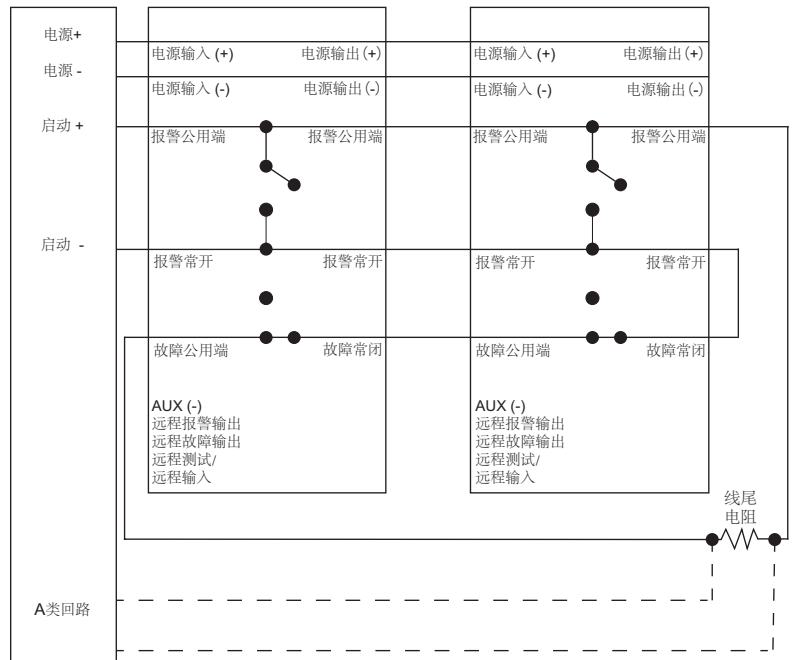 电源+
电源 -
启动 +
启动 -
A类回路
电源输入 (+) 电源输出(+)
电源输入 (-) 电源输出(-)
报警公用端 报警公用端
报警常开 报警常开
故障公用端 故障常闭
AUX (-)
远程报警输出
远程故障输出
远程测试/
远程输入
电源输入 (+) 电源输出(+)
电源输入 (-) 电源输出(-)
报警公用端 报警公用端
报警常开 报警常开
故障公用端 故障常闭
AUX (-)
远程报警输出
远程故障输出
远程测试/
远程输入
线尾
电阻